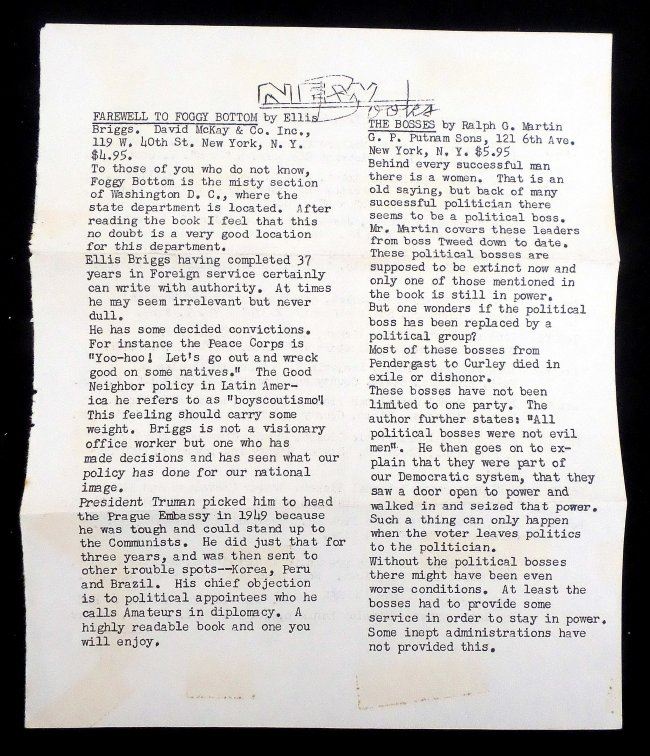 Notes
FAREWELL TO FOGGY BOTTOM by Ellis
Briggs. David McKay & Co. Inc.,
119 W. 40th St. New York, N. Y.
$4.95.
To those of you who do not know,
Foggy Bottom is the misty section
of Washington D. C., where the
state department is located. After
reading the book I feel that this
no doubt is a very good location
for this department.
Ellis Briggs having completed 37
years in Foreign service certainly
can write with authority. At times
he may seem irrelevant but never
dull.
He has some decided convictions.
For instance the Peace Corps is
"Yoo-hoo! Let's go out and wreck
good on some natives." The Good
Neighbor policy in Latin Amer-
ica he refers to as "boyscoutismo"!
This feeling should carry some
weight. Briggs is not a visionary
office worker but one who has
made decisions and has seen what our
policy has done for our national
image.
President Truman picked him to head
the Prague Embassy in 1949 because
he was tough and could stand up to
the Communists. He did just that for
three years, and was then sent to
other trouble spots--Korea, Peru
and Brazil. His chief objection
is to political appointees who he
calls Amateurs in diplomacy. A
highly readable book and one you
will enjoy.
THE BOSSES by Ralph G. Martin
G. P. Putnam Sons, 121 6th Ave.
New York, N. Y. $5.95
Behind every successful man
there is a women. That is an
old saying, but back of many
successful politician there
seems to be a political boss.
Mr. Martin covers these leaders
from boss Tweed down to date.
These political bosses are
supposed to be extinct now and
only one of those mentioned in
the book is still in power.
But one wonders if the political
boss has been replaced by a
political group?
Most of these bosses from
Pendergast to Curley died in
exile or dishonor.
These bosses have not been
limited to one party. The
author further states: "All
political bosses were not evil
men". He then goes on to ex-
plain that they were part of
our Democratic system, that they
saw a door open to power and
walked in and seized that power.
Such a thing can only happen
when the voter leaves politics
to the politician.
Without the political bosses
there might have been even
worse conditions. At least the
bosses had to provide some
service in order to stay in power.
Some inept administrations have
not provided this.